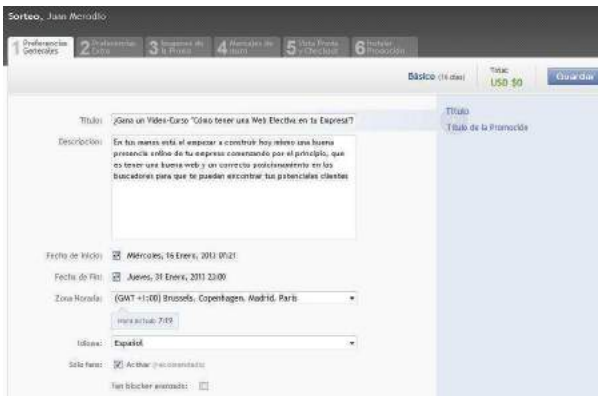 Sorteo, Juan Merodio
1 Preferencias Generales
2 Preferencias Extra
3 Imagenes de la Promo
4 Mensajes de
5 Vista Previa y Checkout
6 Instalar Promoción
Básico (16 días)
Total:
USD $0
Guardar
Título:
¡Gana un Video-Curso "Cómo tener una Web Efectiva en tu Empresa"!
Título
Título de la Promoción
Descripción:
En tus manos está el empezar a construir hoy mismo una buena
presencia online de tu empresa comenzando por el principio, que
es tener una buena web y un correcto posicionamiento en los
buscadores para que te puedan encontrar tus potenciales clientes
Fecha de Inicio:
Miércoles, 16 Enero, 2013 07:21
Fecha de Fin:
Jueves, 31 Enero, 2013 23:00
Zona Horaria:
(GMT +1:00) Brussels, Copenhagen, Madrid, Paris
Hora actual: 7:19
Idioma:
Español
Sólo fans:
Activar (recomendado)
Fan blocker avanzado: